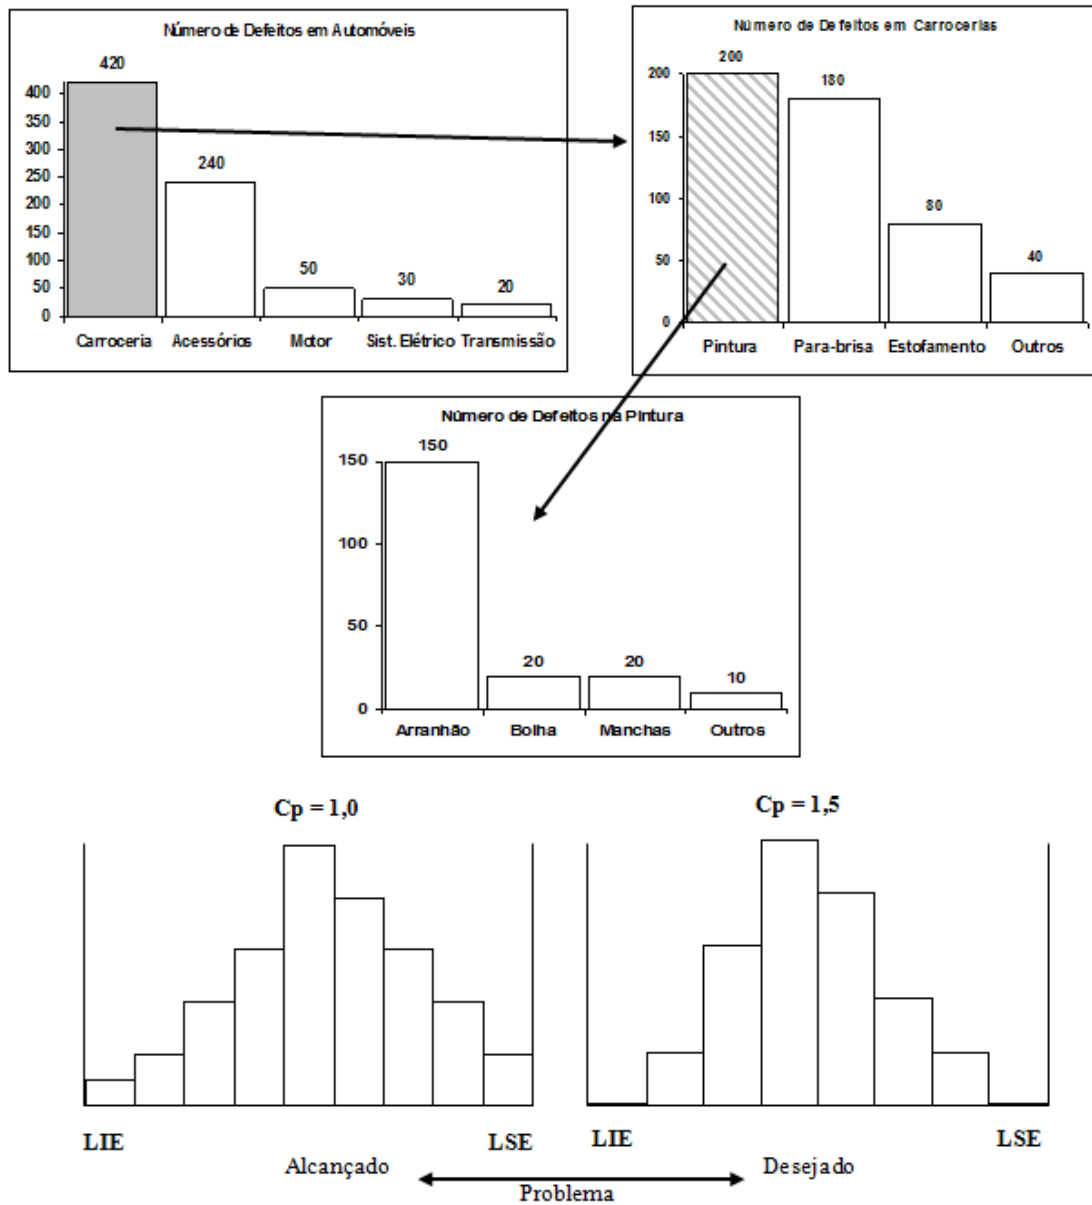 Número de Defeitos em Automóveis
420
400
350
300
250
200
150
100
50
0
240
50
30
20
Carroceria Acessórios Motor Sist. Elétrico Transmissão
Número de Defeitos em Carrocerias
200
200
150
100
50
0
180
80
40
Pintura Para-brisa Estofamento Outros
Número de Defeitos na Pintura
150
150
100
50
0
20
20
10
Arranhão Bolha Manchas Outros
Cp = 1,0
Cp = 1,5
LIE LSE
LIE LSE
Alcançado Desejado
Problema